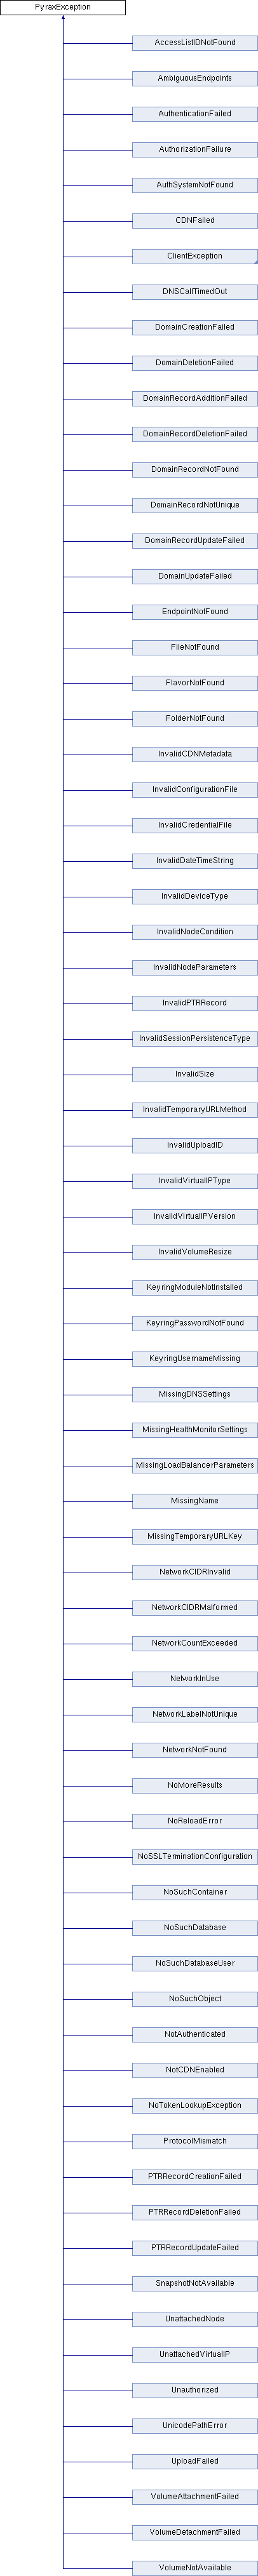 PyraxException
AccessListIDNotFound
AmbiguousEndpoints
AuthenticationFailed
AuthorizationFailure
AuthSystemNotFound
CDNFailed
ClientException
DNSCallTimedOut
DomainCreationFailed
DomainDeletionFailed
DomainRecordAdditionFailed
DomainRecordDeletionFailed
DomainRecordNotFound
DomainRecordNotUnique
DomainRecordUpdateFailed
DomainUpdateFailed
EndpointNotFound
FileNotFound
FlavorNotFound
FolderNotFound
InvalidCDNMetadata
InvalidConfigurationFile
InvalidCredentialFile
InvalidDateTimeString
InvalidDeviceType
InvalidNodeCondition
InvalidNodeParameters
InvalidPTRRecord
InvalidSessionPersistenceType
InvalidSize
InvalidTemporaryURLMethod
InvalidUploadID
InvalidVirtualIPType
InvalidVirtualIPVersion
InvalidVolumeResize
KeyringModuleNotInstalled
KeyringPasswordNotFound
KeyringUsernameMissing
MissingDNSSettings
MissingHealthMonitorSettings
MissingLoadBalancerParameters
MissingName
MissingTemporaryURLKey
NetworkCIDRInvalid
NetworkCIDRMalformed
NetworkCountExceeded
NetworkInUse
NetworkLabelNotUnique
NetworkNotFound
NoMoreResults
NoReloadError
NoSSLTerminationConfiguration
NoSuchContainer
NoSuchDatabase
NoSuchDatabaseUser
NoSuchObject
NotAuthenticated
NotCDNEnabled
NoTokenLookupException
ProtocolMismatch
PTRRecordCreationFailed
PTRRecordDeletionFailed
PTRRecordUpdateFailed
SnapshotNotAvailable
UnattachedNode
UnattachedVirtualIP
Unauthorized
UnicodePathError
UploadFailed
VolumeAttachmentFailed
VolumeDetachmentFailed
VolumeNotAvailable